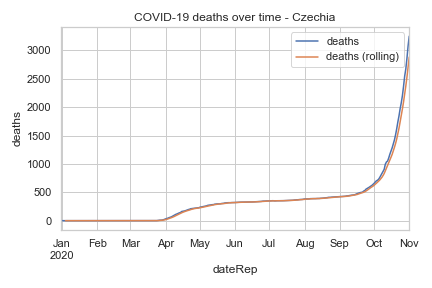 COVID-19 deaths over time - Czechia
deaths
deaths (rolling)
3000
2500
2000
1500
1000
500
0
deaths
Jan Feb Mar Apr May Jun Jul Aug Sep Oct Nov
2020
dateRep